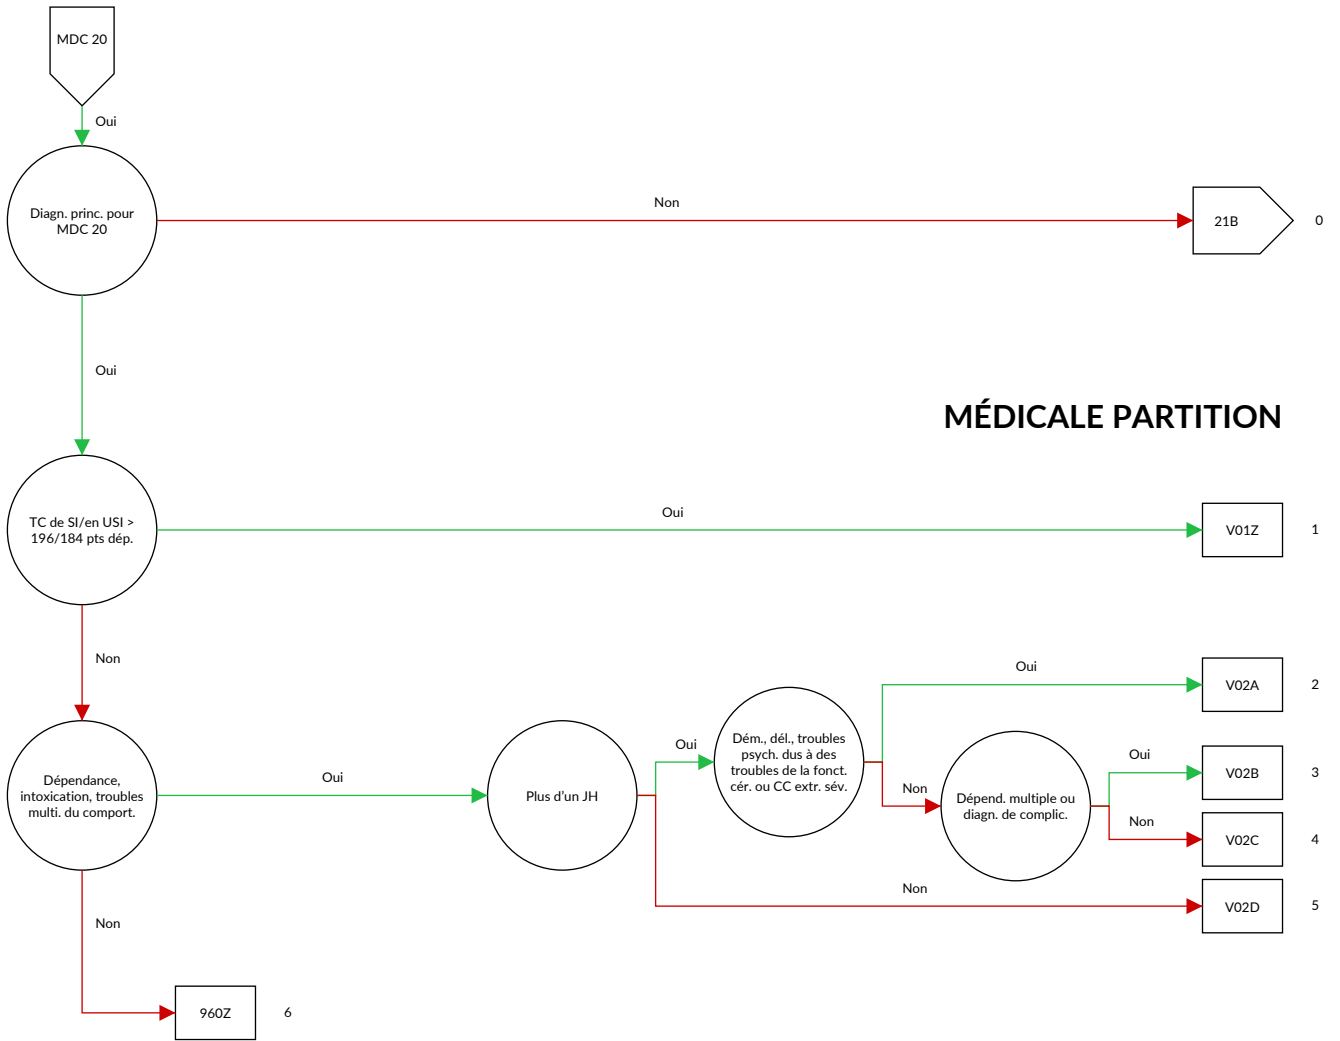 MDC 20
Oui
Diagn. princ. pour
MDC 20
Non
21B
0
Oui
MÉDICALE PARTITION
TC de SI/en USI >
196/184 pts dép.
Oui
V01Z
1
Non
Dépendance,
intoxication, troubles
multi. du comport.
Oui
Plus d'un JH
Oui
Dém., dél., troubles
psych. dus à des
troubles de la fonct.
cér. ou CC extr. sév.
Oui
V02A
2
Non
Dépend. multiple ou
diagn. de complic.
Oui
V02B
3
Non
V02C
4
Non
V02D
5
Non
960Z
6